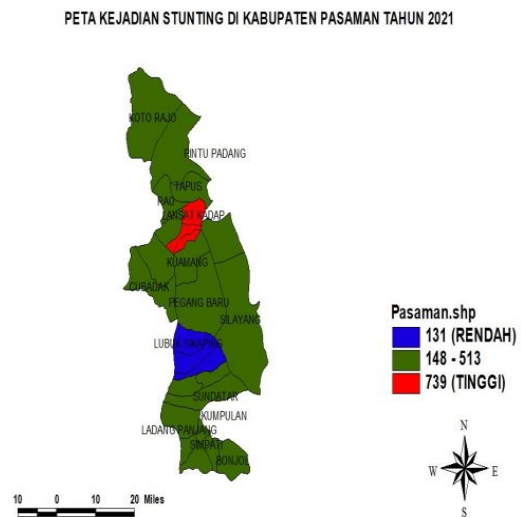 PETA KEJADIAN STUNTING DI KABUPATEN PASAMAN TAHUN 2021
KOTO RAJO
PINTU PADANG
TAPUS
RAO
LANSAT KADAP
KUAMANG
CUBADAK
PEGANG BARU
SILAYANG
LUBUK SIKAPING
SUNDATAR
KUMPULAN
LADANG PANJANG
SIMPATI
BONJOL
Pasaman.shp
131 (RENDAH)
148 - 513
739 (TINGGI)
N
W E
S
10 0 10 20 Miles